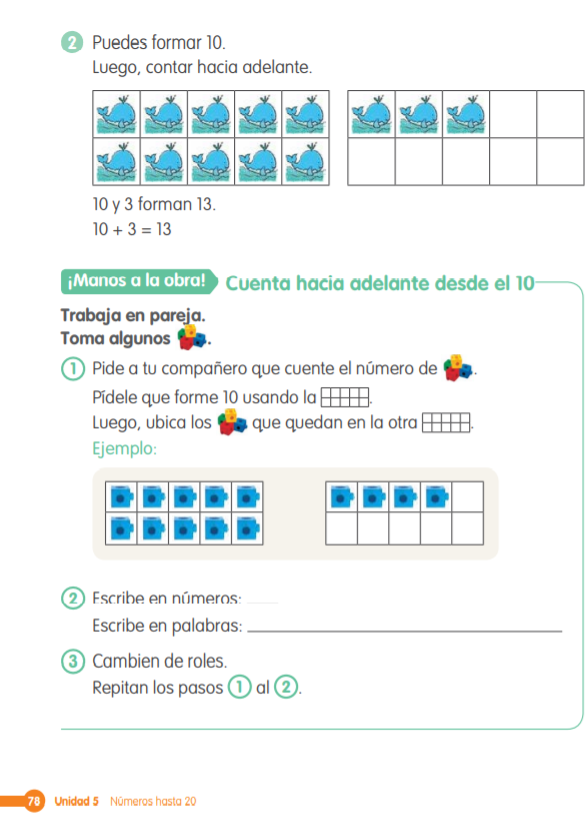 2 Puedes formar 10.
Luego, contar hacia adelante.
10 y 3 forman 13.
10 + 3 = 13
¡Manos a la obra! Cuenta hacia adelante desde el 10
Trabaja en pareja.
Toma algunos .
1 Pide a tu compañero que cuente el número de .
Pídele que forme 10 usando la .
Luego, ubica los que quedan en la otra .
Ejemplo:
2 Escribe en números:
Escribe en palabras:
3 Cambien de roles.
Repitan los pasos 1 al 2.
78 Unidad 5 Números hasta 20